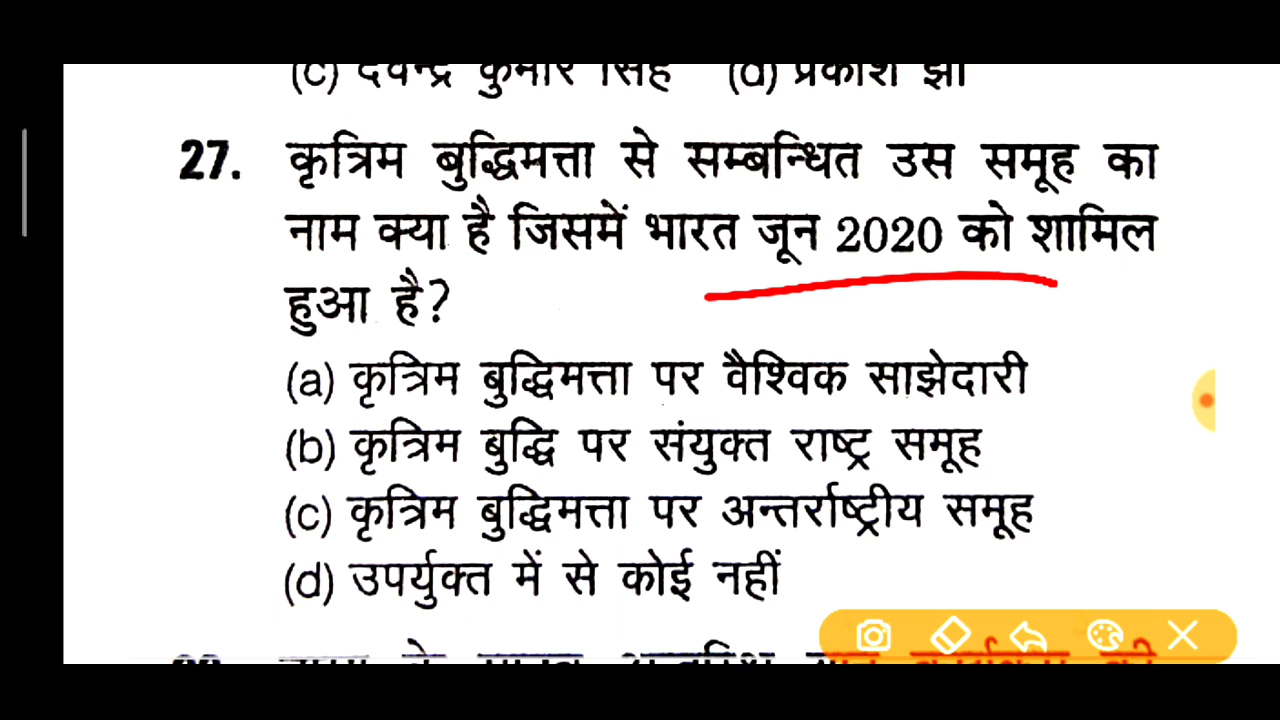 (c) देवेन्द्र कुमार सिंह (d) प्रकाश झा
27. कृत्रिम बुद्धिमत्ता से सम्बन्धित उस समूह का
नाम क्या है जिसमें भारत जून 2020 को शामिल
हुआ है?
(a) कृत्रिम बुद्धिमत्ता पर वैश्विक साझेदारी
(b) कृत्रिम बुद्धि पर संयुक्त राष्ट्र समूह
(c) कृत्रिम बुद्धिमत्ता पर अन्तर्राष्ट्रीय समूह
(d) उपर्युक्त में से कोई नहीं